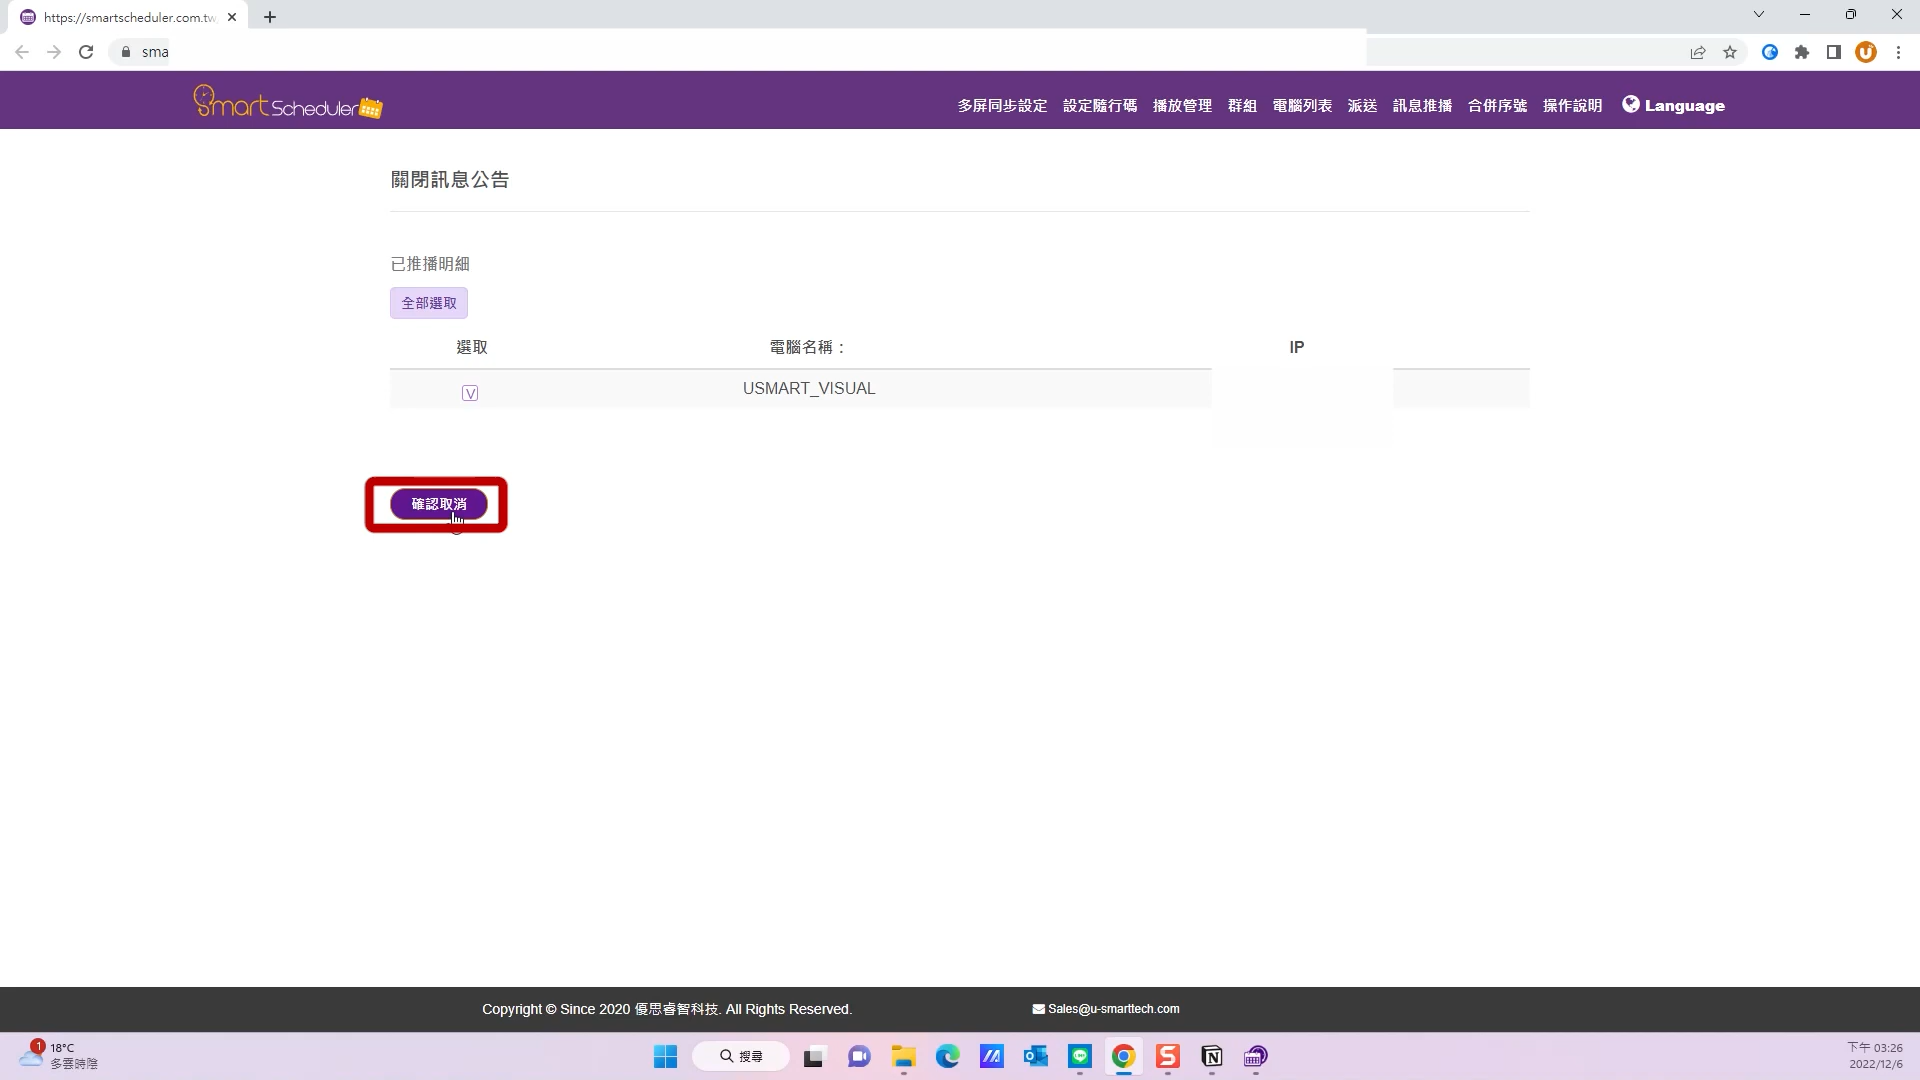 https://smartscheduler.com.tw
sma
Smart Scheduler
多屏同步設定 設定隨行碼 播放管理 群組 電腦列表 派送 訊息推播 合併序號 操作說明 Language
關閉訊息公告
已推播明細
全部選取
選取 電腦名稱： IP
V USMART_VISUAL
確認取消
Copyright © Since 2020 優思睿智科技. All Rights Reserved. Sales@u-smarttech.com
1 18°C
多雲時陰
搜尋
下午 03:26
2022/12/6